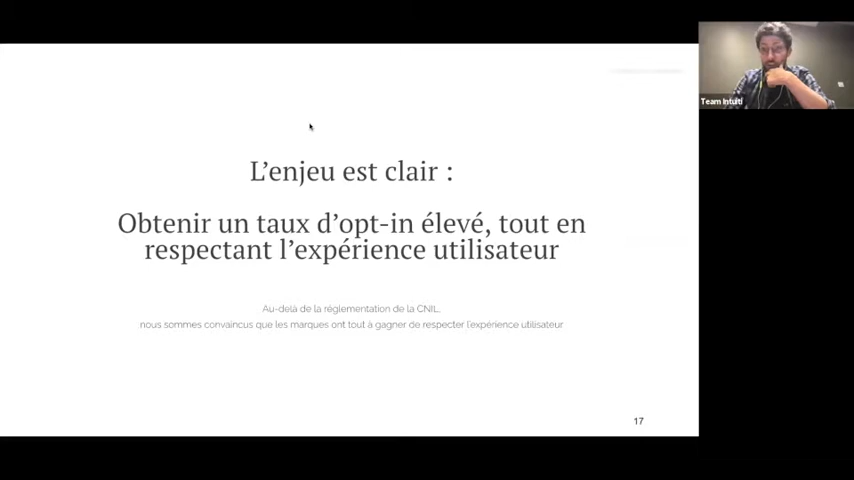 L’enjeu est clair :
Obtenir un taux d’opt-in élevé, tout en
respectant l’expérience utilisateur
Au-delà de la réglementation de la CNIL,
nous sommes convaincus que les marques ont tout à gagner de respecter l’expérience utilisateur
17
Team Intuiti